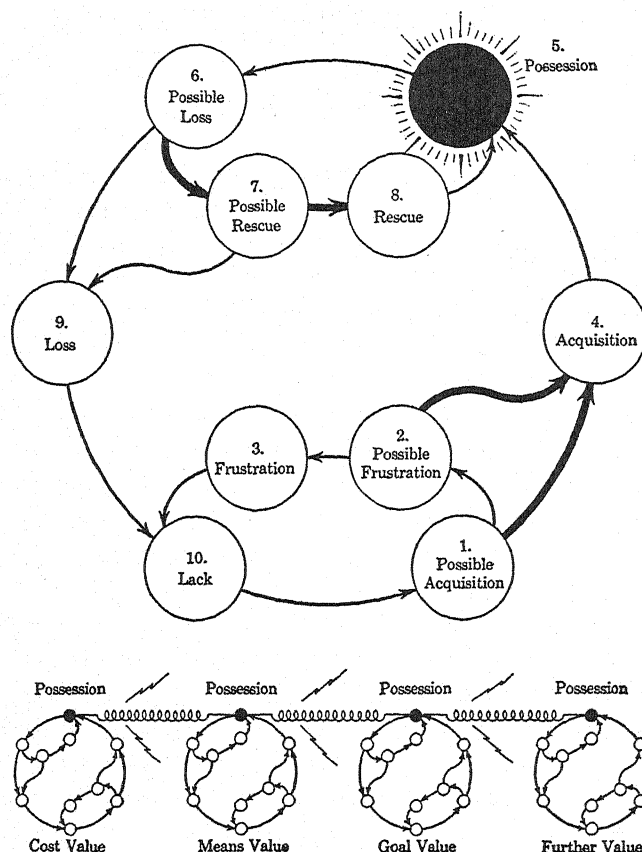 5.
Possession
6.
Possible
Loss
7.
Possible
Rescue
8.
Rescue
9.
Loss
4.
Acquisition
3.
Frustration
2.
Possible
Frustration
10.
Lack
1.
Possible
Acquisition
Possession
Possession
Possession
Possession
Cost Value
Means Value
Goal Value
Further Value